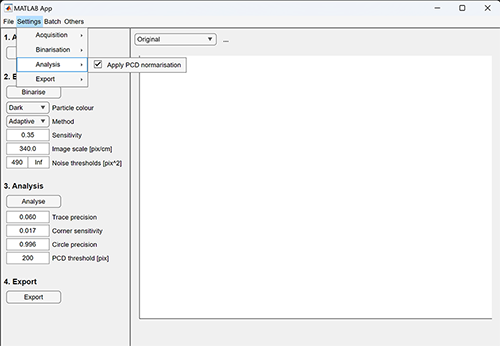 MATLAB App
File Settings Batch Others
Acquisition
Binarisation
Analysis
Apply PCD normarisation
Export
Original
...
1. A
2. B
Binarise
Dark
Particle colour
Adaptive
Method
0.35
Sensitivity
340.0
Image scale [pix/cm]
490
Inf
Noise thresholds [pix^2]
3. Analysis
Analyse
0.060
Trace precision
0.017
Corner sensitivity
0.996
Circle precision
200
PCD threshold [pix]
4. Export
Export